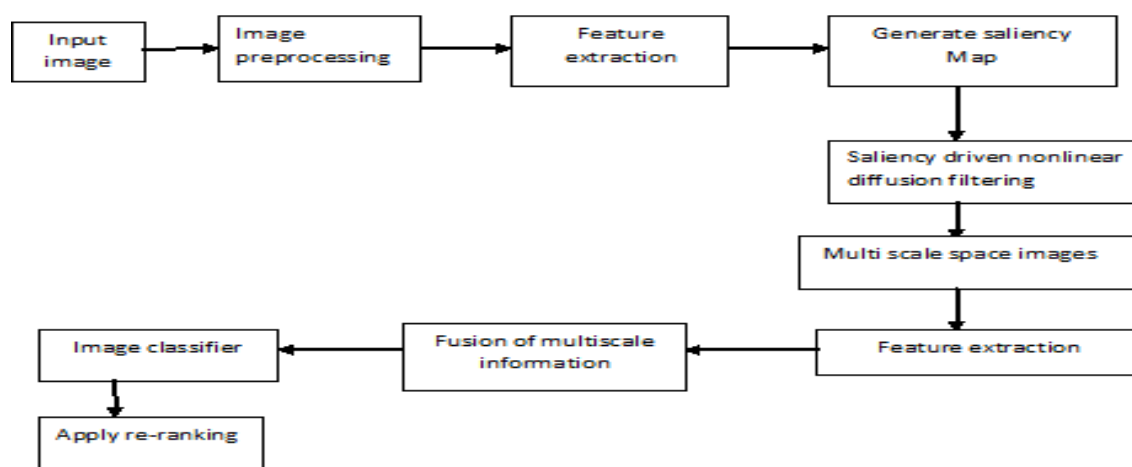 Input
image
Image
preprocessing
Feature
extraction
Generate saliency
Map
Saliency driven nonlinear
diffusion filtering
Multi scale space images
Feature extraction
Fusion of multiscale
information
Image classifier
Apply re-ranking